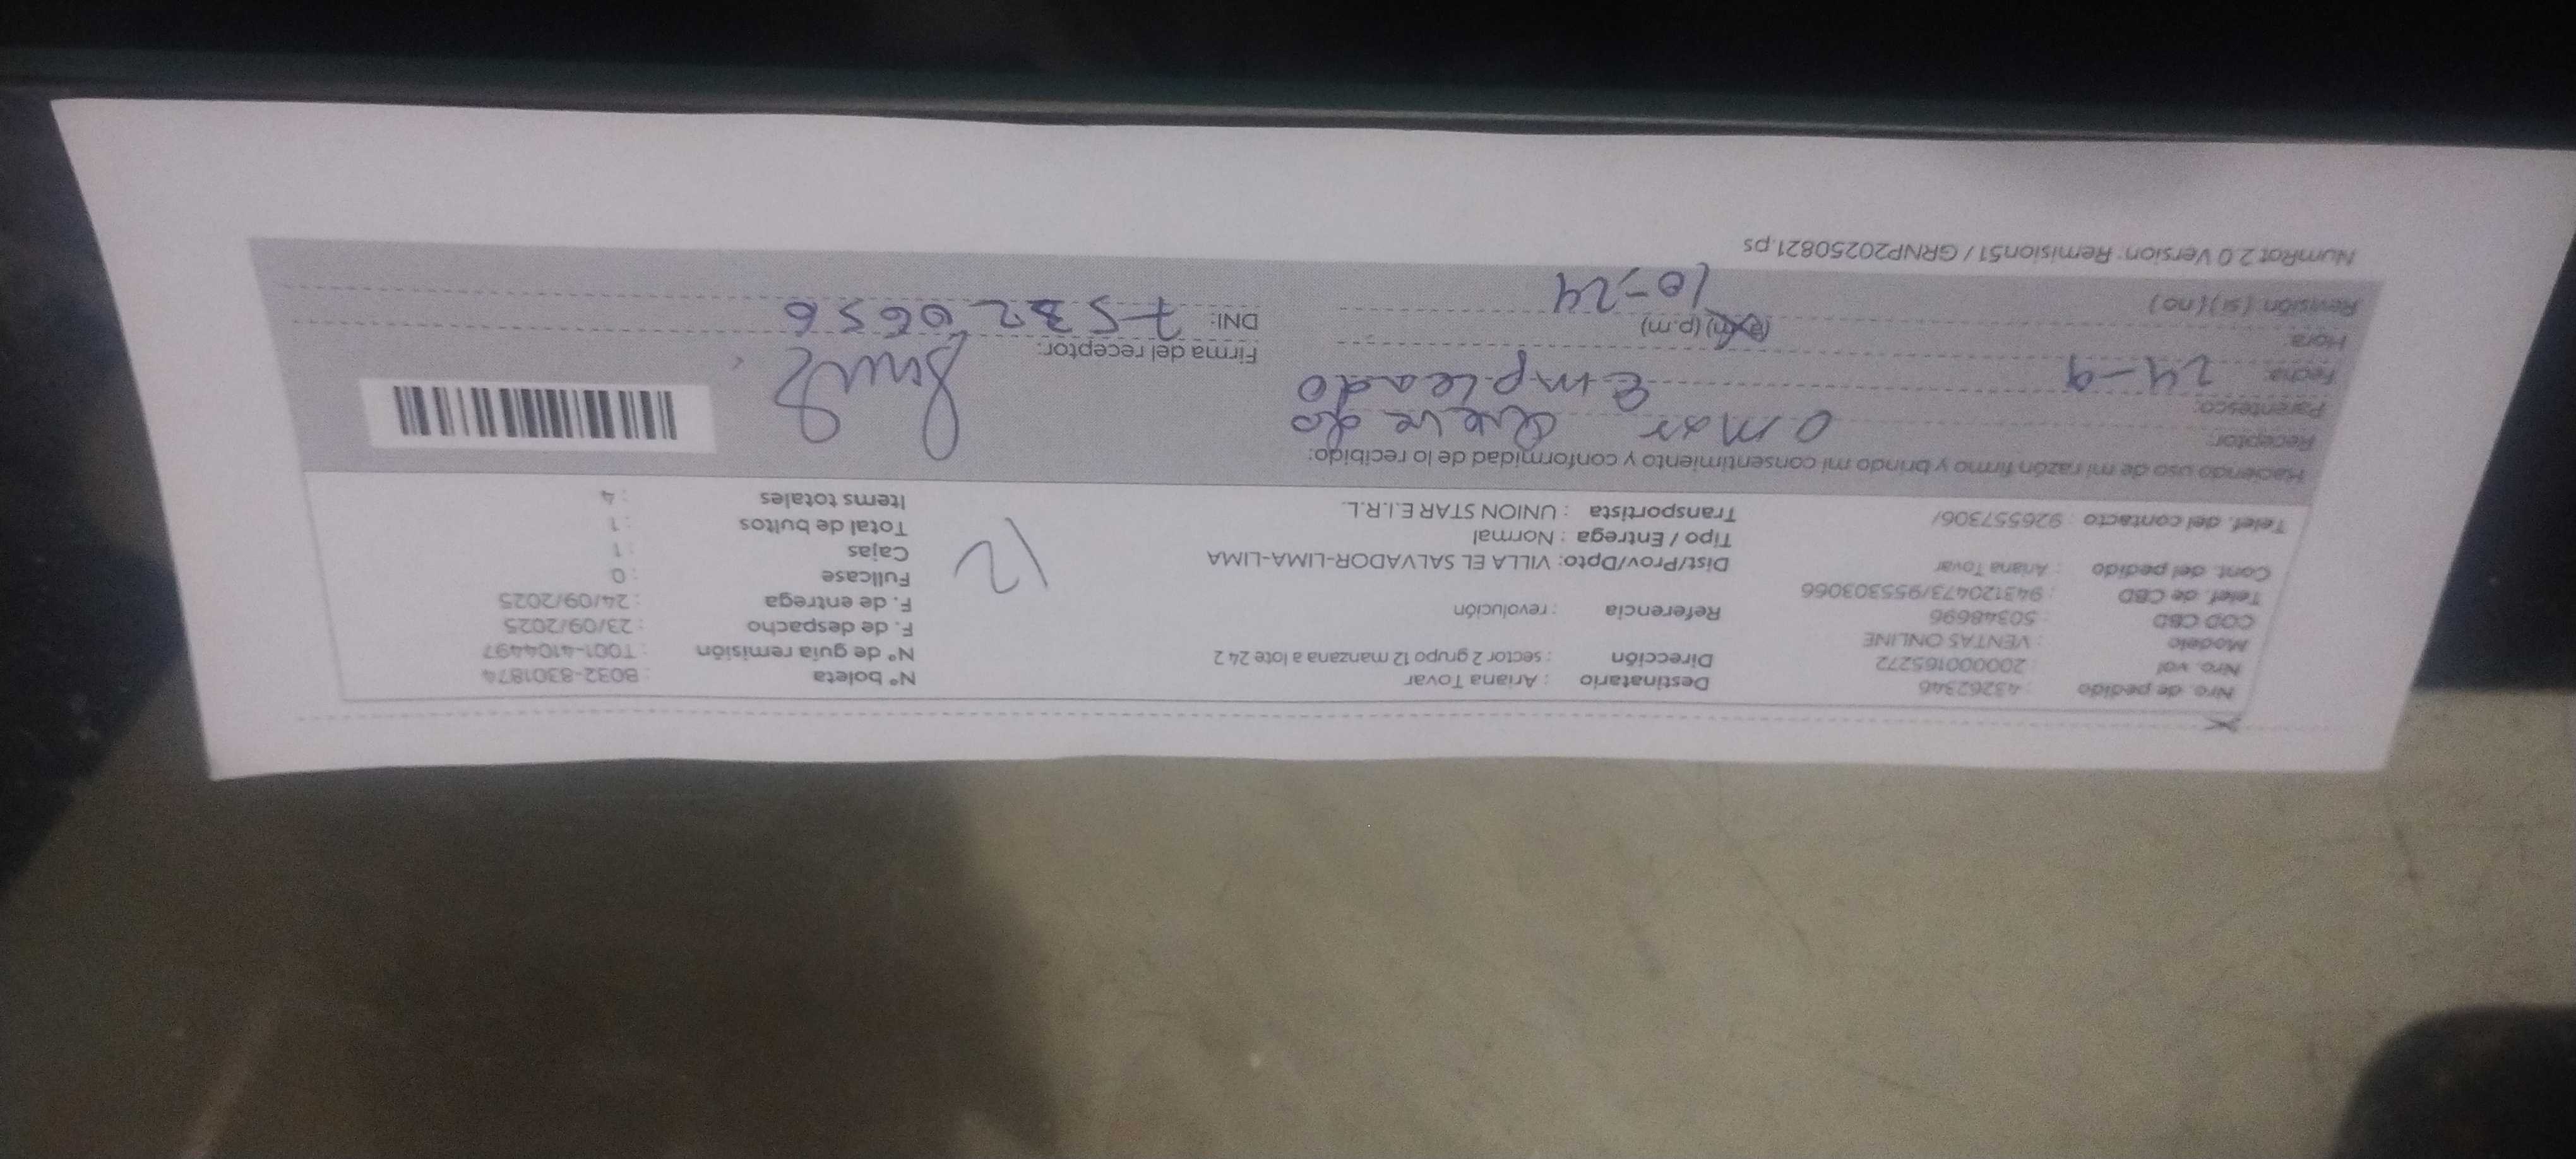 Nro. de pedido : 43262346
Nro. val : 200000165272
Modelo : VENTAS ONLINE
COD CBD : 50348696
Telef. de CBD : 943120473/955303066
Cont. del pedido : Ariana Tovar
Telef. del contacto : 926557306/
Destinatario : Ariana Tovar
Dirección : sector 2 grupo 12 manzana a lote 24 2
Referencia : revolución
Dist/Prov/Dpto: VILLA EL SALVADOR-LIMA-LIMA
Tipo / Entrega : Normal
Transportista : UNION STAR E.I.R.L.
N° boleta : B032-8301874
N° de guía remisión : T001-4104497
F. de despacho : 23/09/2025
F. de entrega : 24/09/2025
Fullcase : 0
Cajas : 1
Total de bultos : 1
Items totales : 4
12
Haciendo uso de mi razón firmo y brindo mi consentimiento y conformidad de lo recibido:
Receptor: Omar Quevedo
Parentesco: Empleado
Fecha: 24-9
Hora: (a.m) (p.m)
Revisión: (si) (no) 10-24
Firma del receptor:
DNI: 75320656
NumRot 2.0 Version: Remision51 / GRNP20250821.ps